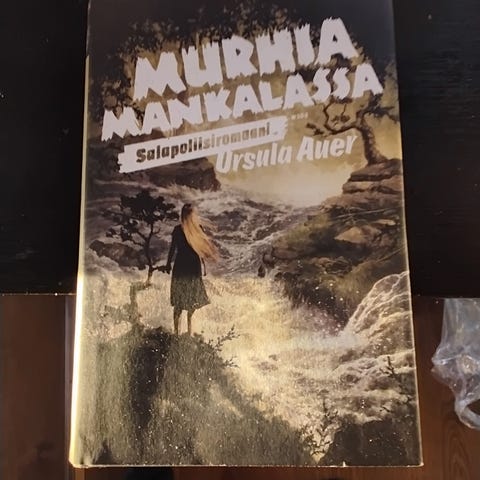 MURHIA
MANKALASSA
Salapoliisiromaani
Ursula Auer